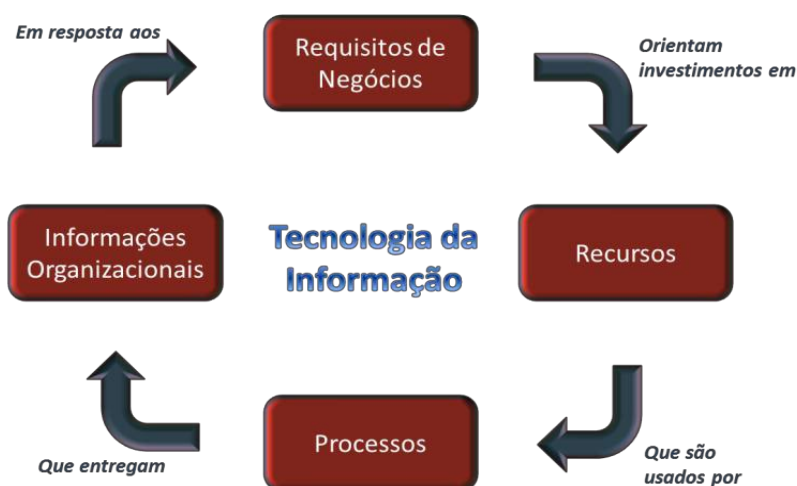 Em resposta aos
Requisitos de
Negócios
Orientam
investimentos em
Informações
Organizacionais
Tecnologia da
Informação
Recursos
Que entregam
Processos
Que são
usados por